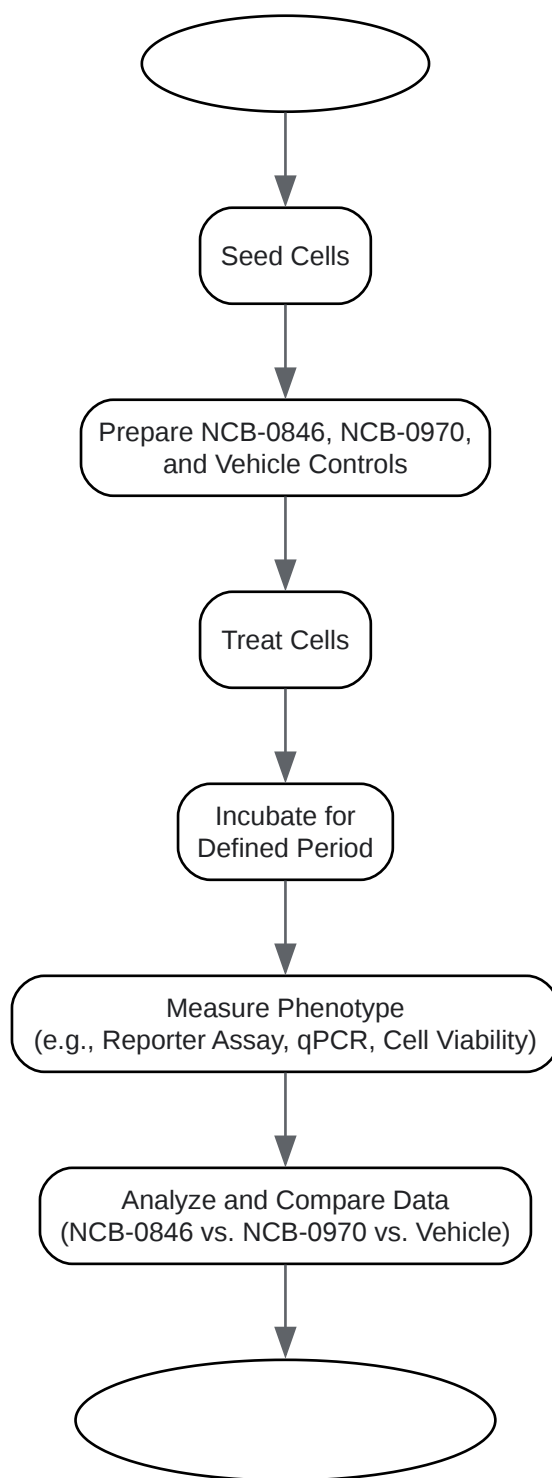 Seed Cells
Prepare NCB-0846, NCB-0970,
and Vehicle Controls
Treat Cells
Incubate for
Defined Period
Measure Phenotype
(e.g., Reporter Assay, qPCR, Cell Viability)
Analyze and Compare Data
(NCB-0846 vs. NCB-0970 vs. Vehicle)